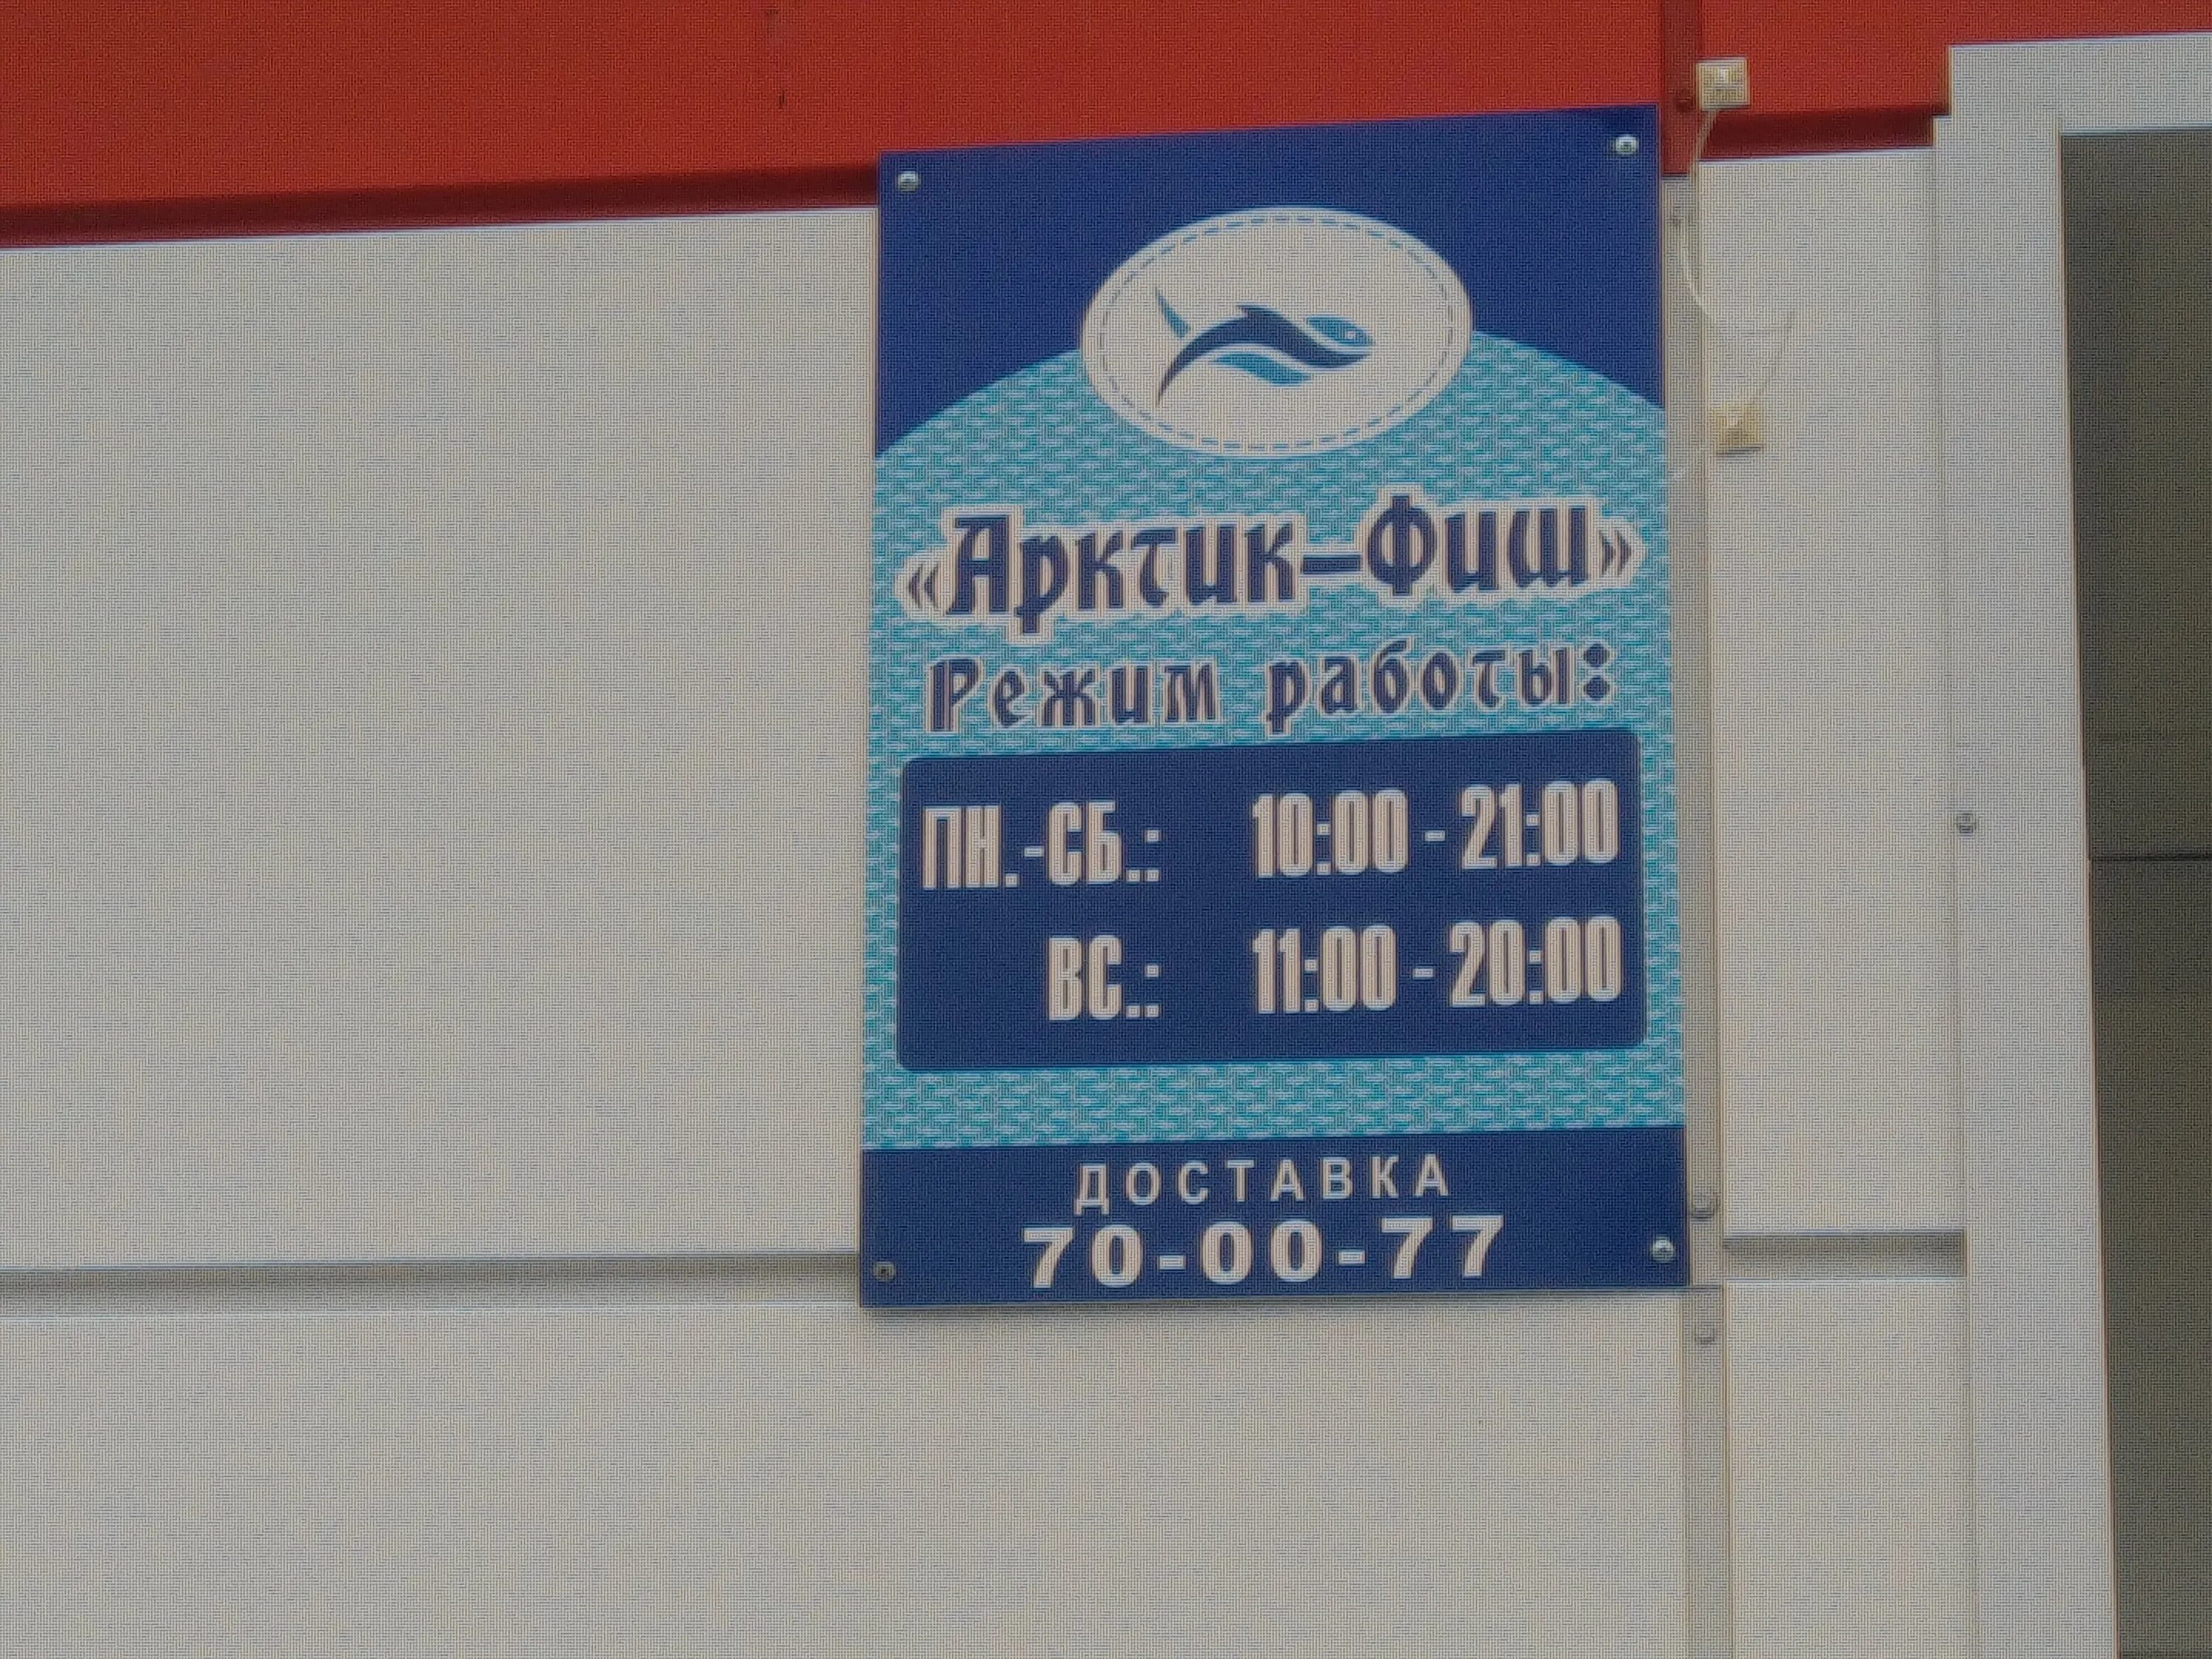 «Арктик-Фиш»
Режим работы:
ПН.-СБ.: 10:00 - 21:00
ВС.: 11:00 - 20:00
ДОСТАВКА
70-00-77